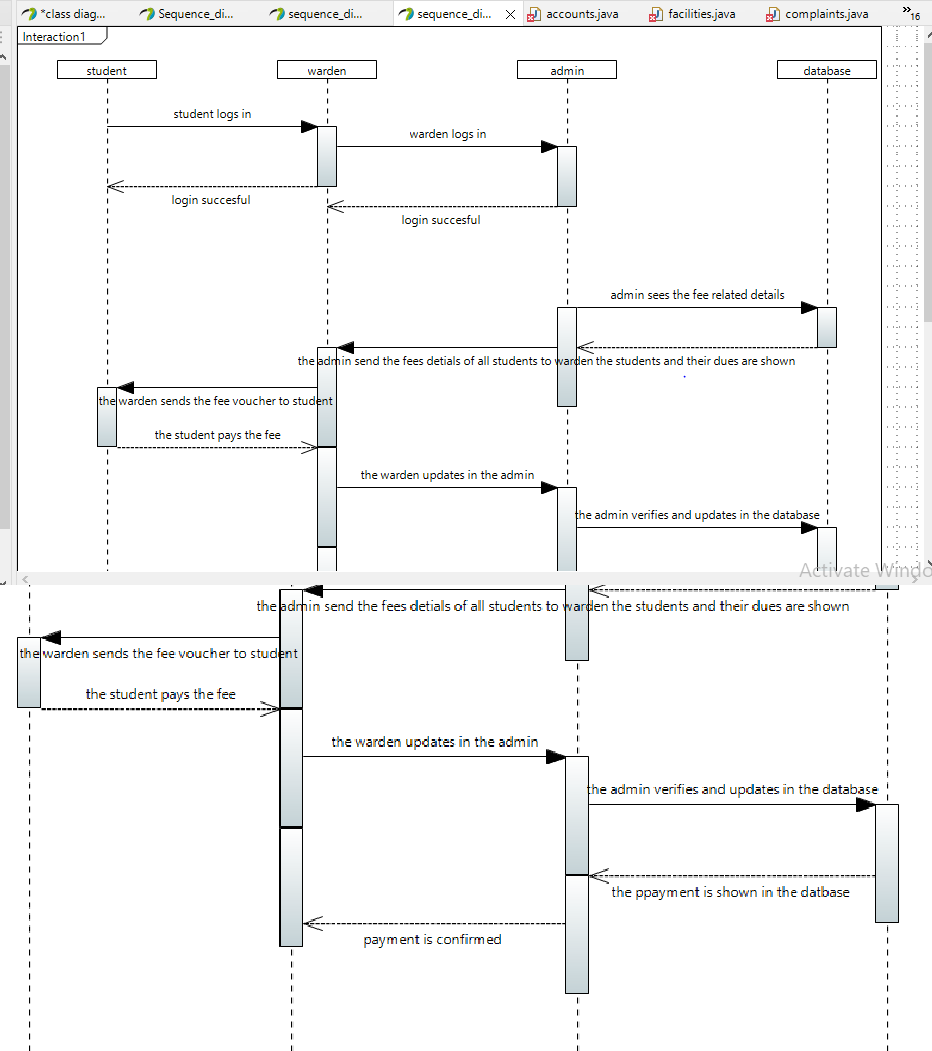 *class diag...
Sequence_di...
sequence_di...
sequence_di...
accounts.java
facilities.java
complaints.java
16
Interaction1
student
warden
admin
database
student logs in
warden logs in
login succesful
login succesful
admin sees the fee related details
the admin send the fees detials of all students to warden the students and their dues are shown
the warden sends the fee voucher to student
the student pays the fee
the warden updates in the admin
the admin verifies and updates in the database
Activate Windo
the admin send the fees detials of all students to warden the students and their dues are shown
the warden sends the fee voucher to student
the student pays the fee
the warden updates in the admin
the admin verifies and updates in the database
the ppayment is shown in the datbase
payment is confirmed